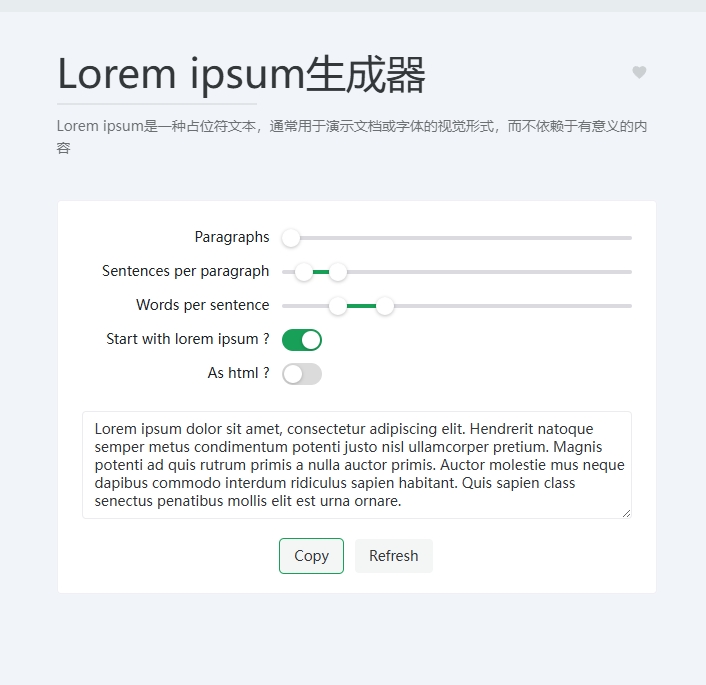 Lorem ipsum生成器
Lorem ipsum是一种占位符文本，通常用于演示文档或字体的视觉形式，而不依赖于有意义的内
容
Paragraphs
Sentences per paragraph
Words per sentence
Start with lorem ipsum ?
As html ?
Lorem ipsum dolor sit amet, consectetur adipiscing elit. Hendrerit natoque
semper metus condimentum potenti justo nisl ullamcorper pretium. Magnis
potenti ad quis rutrum primis a nulla auctor primis. Auctor molestie mus neque
dapibus commodo interdum ridiculus sapien habitant. Quis sapien class
senectus penatibus mollis elit est urna ornare.
Copy
Refresh